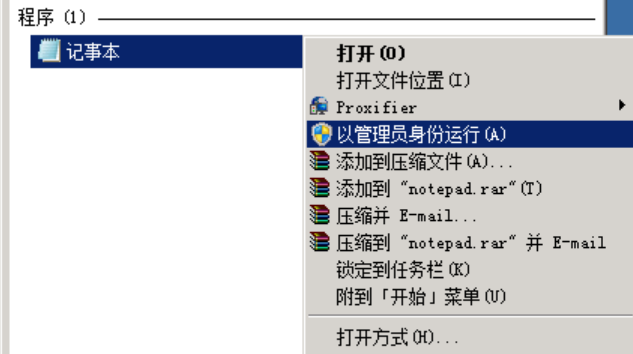 程序 (1)
记事本
打开(O)
打开文件位置(I)
Proxifier
以管理员身份运行(A)
添加到压缩文件(A)...
添加到 "notepad.rar"(T)
压缩并 E-mail...
压缩到 "notepad.rar" 并 E-mail
锁定到任务栏(K)
附到「开始」菜单(U)
打开方式(H)...